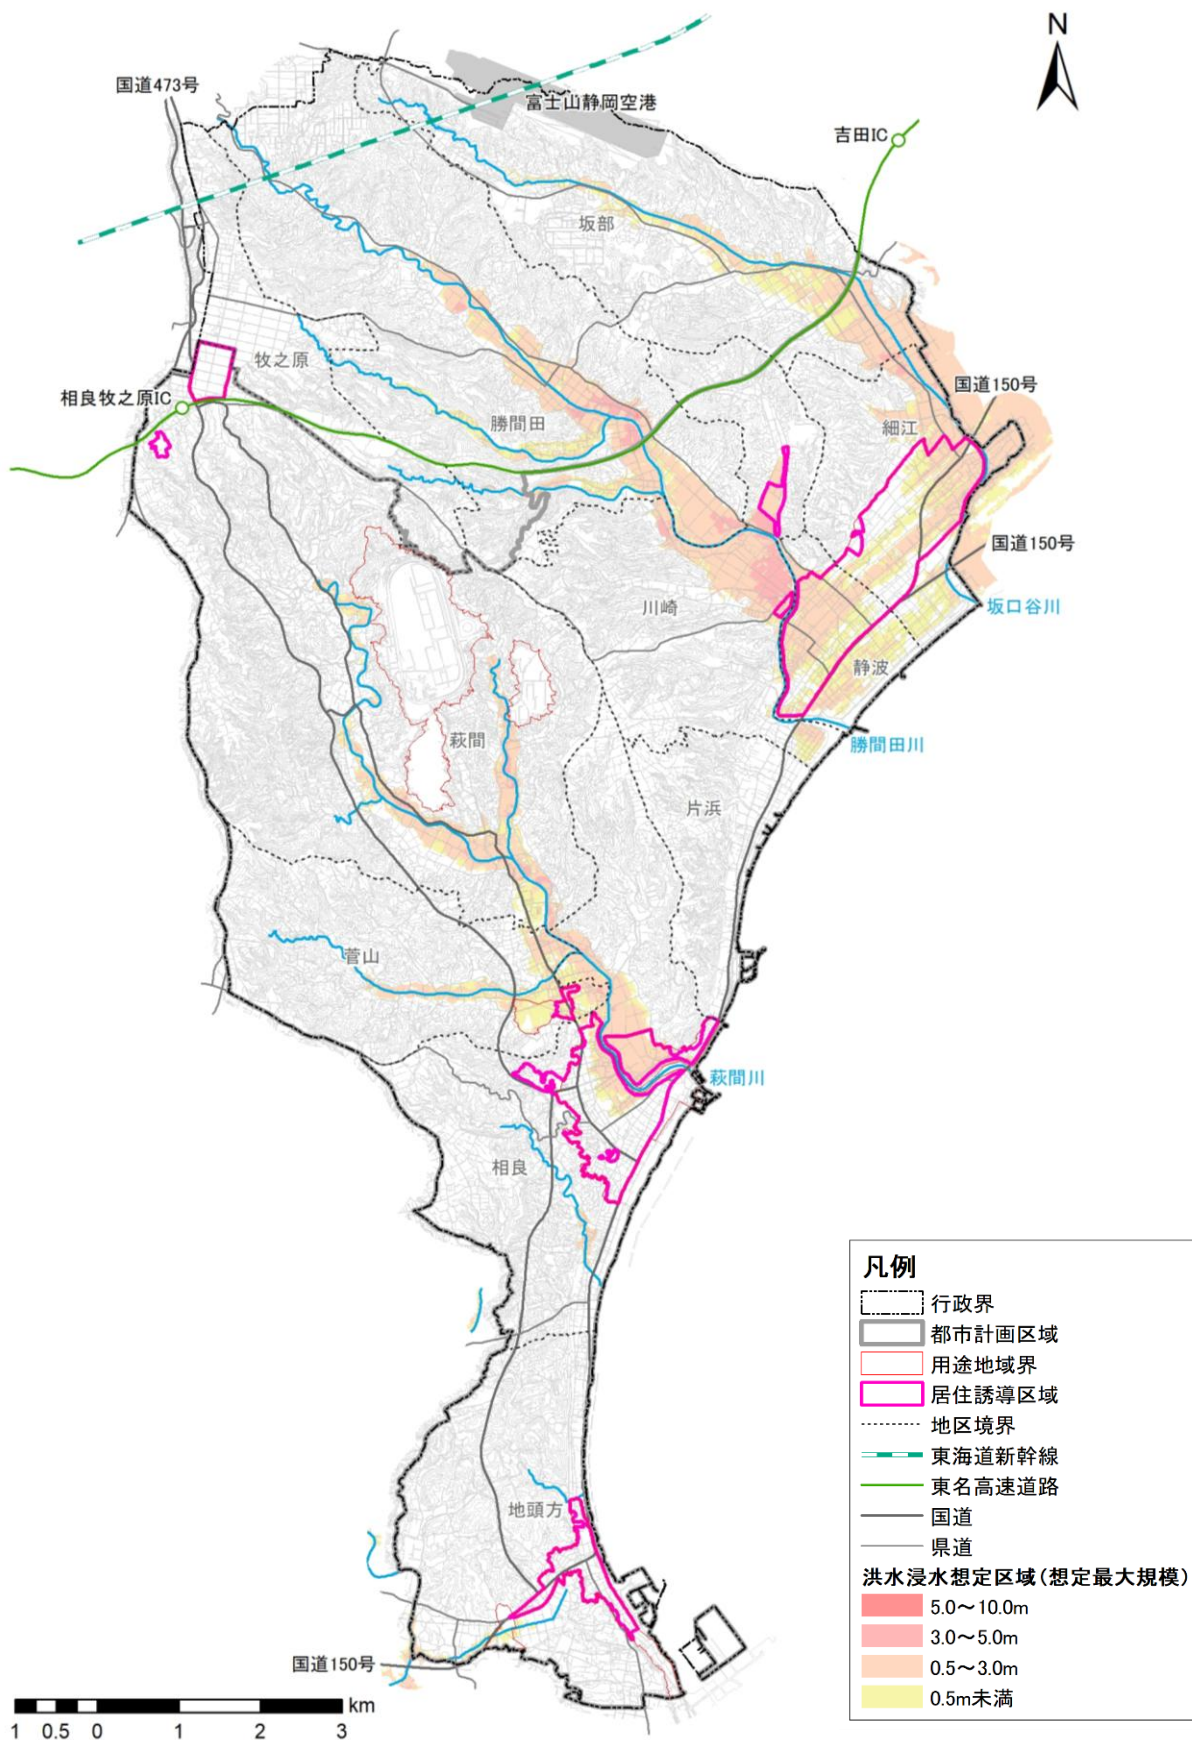 N
国道473号
富士山静岡空港
吉田IC
坂部
牧之原
国道150号
相良牧之原IC
勝間田
細江
国道150号
川崎
坂口谷川
静波
萩間
勝間田川
片浜
菅山
萩間川
相良
地頭方
国道150号
km
1 0.5 0 1 2 3
凡例
行政界
都市計画区域
用途地域界
居住誘導区域
地区境界
東海道新幹線
東名高速道路
国道
県道
洪水浸水想定区域(想定最大規模)
5.0～10.0m
3.0～5.0m
0.5～3.0m
0.5m未満